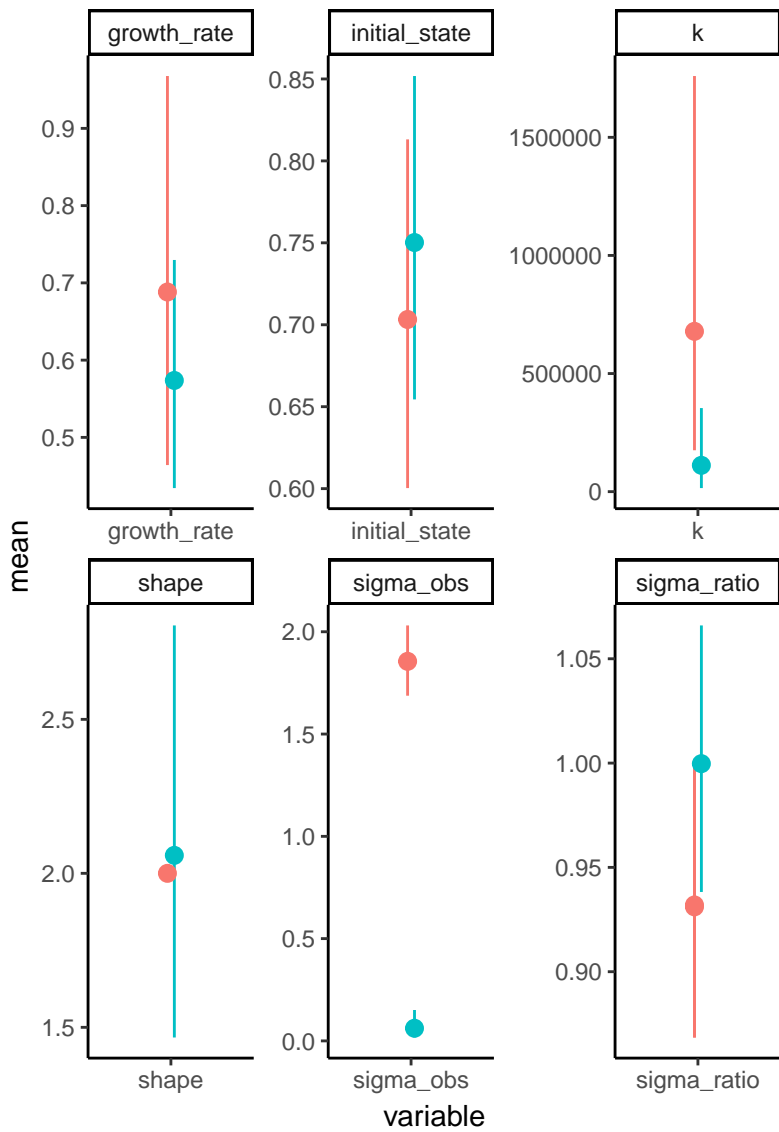 growth_rate
initial_state
k
0.9
0.8
0.7
0.6
0.5
0.85
0.80
0.75
0.70
0.65
0.60
1500000
1000000
500000
0
growth_rate
initial_state
k
mean
shape
sigma_obs
sigma_ratio
2.5
2.0
1.5
2.0
1.5
1.0
0.5
0.0
1.05
1.00
0.95
0.90
shape
sigma_obs
sigma_ratio
variable